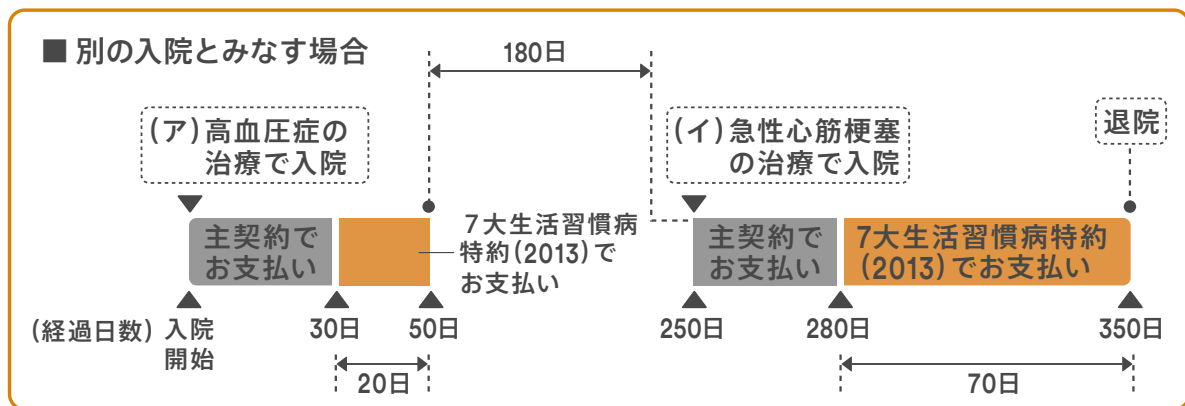 ■ 別の入院とみなす場合
180日
(ア)高血圧症の
治療で入院
(イ)急性心筋梗塞
の治療で入院
退院
主契約で
お支払い
7大生活習慣病
特約(2013)で
お支払い
主契約で
お支払い
7大生活習慣病特約
(2013)でお支払い
(経過日数)
入院
開始
30日
50日
250日
280日
350日
20日
70日